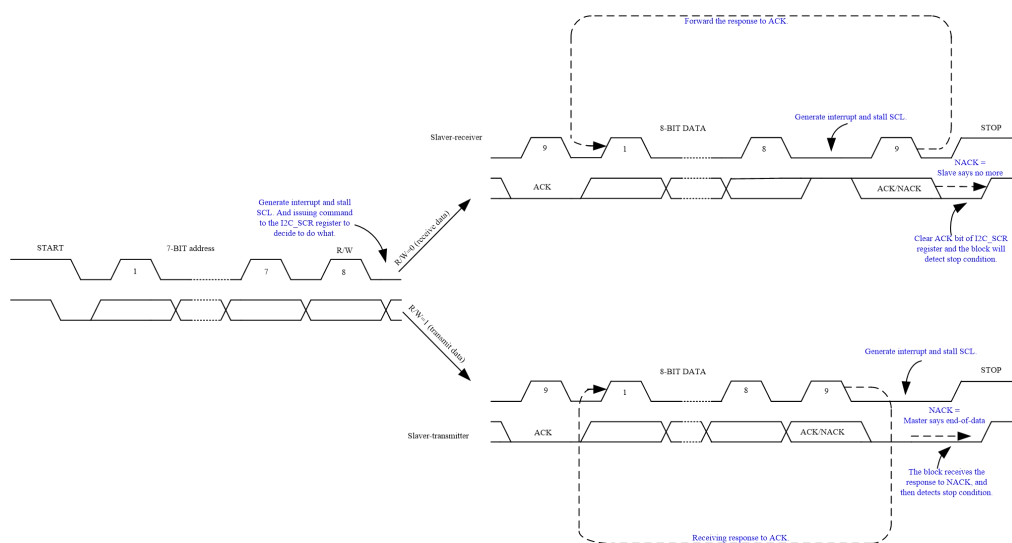 Forward the response to ACK.
Generate interrupt and stall SCL.
Slaver-receiver
8-BIT DATA
STOP
9
1
8
9
NACK =
Slave says no more
ACK
ACK/NACK
Generate interrupt and stall
SCL. And issuing command
to the I2C_SCR register to
decide to do what.
R/W=0 (receive data)
Clear ACK bit of I2C_SCR
register and the block will
detect stop condition.
START
7-BIT address
R/W
1
7
8
R/W=1 (transmit data)
Generate interrupt and stall SCL.
8-BIT DATA
STOP
9
1
8
9
NACK =
Master says end-of-data
Slaver-transmitter
ACK
ACK/NACK
The block receives the
response to NACK, and
then detects stop condition.
Receiving response to ACK.